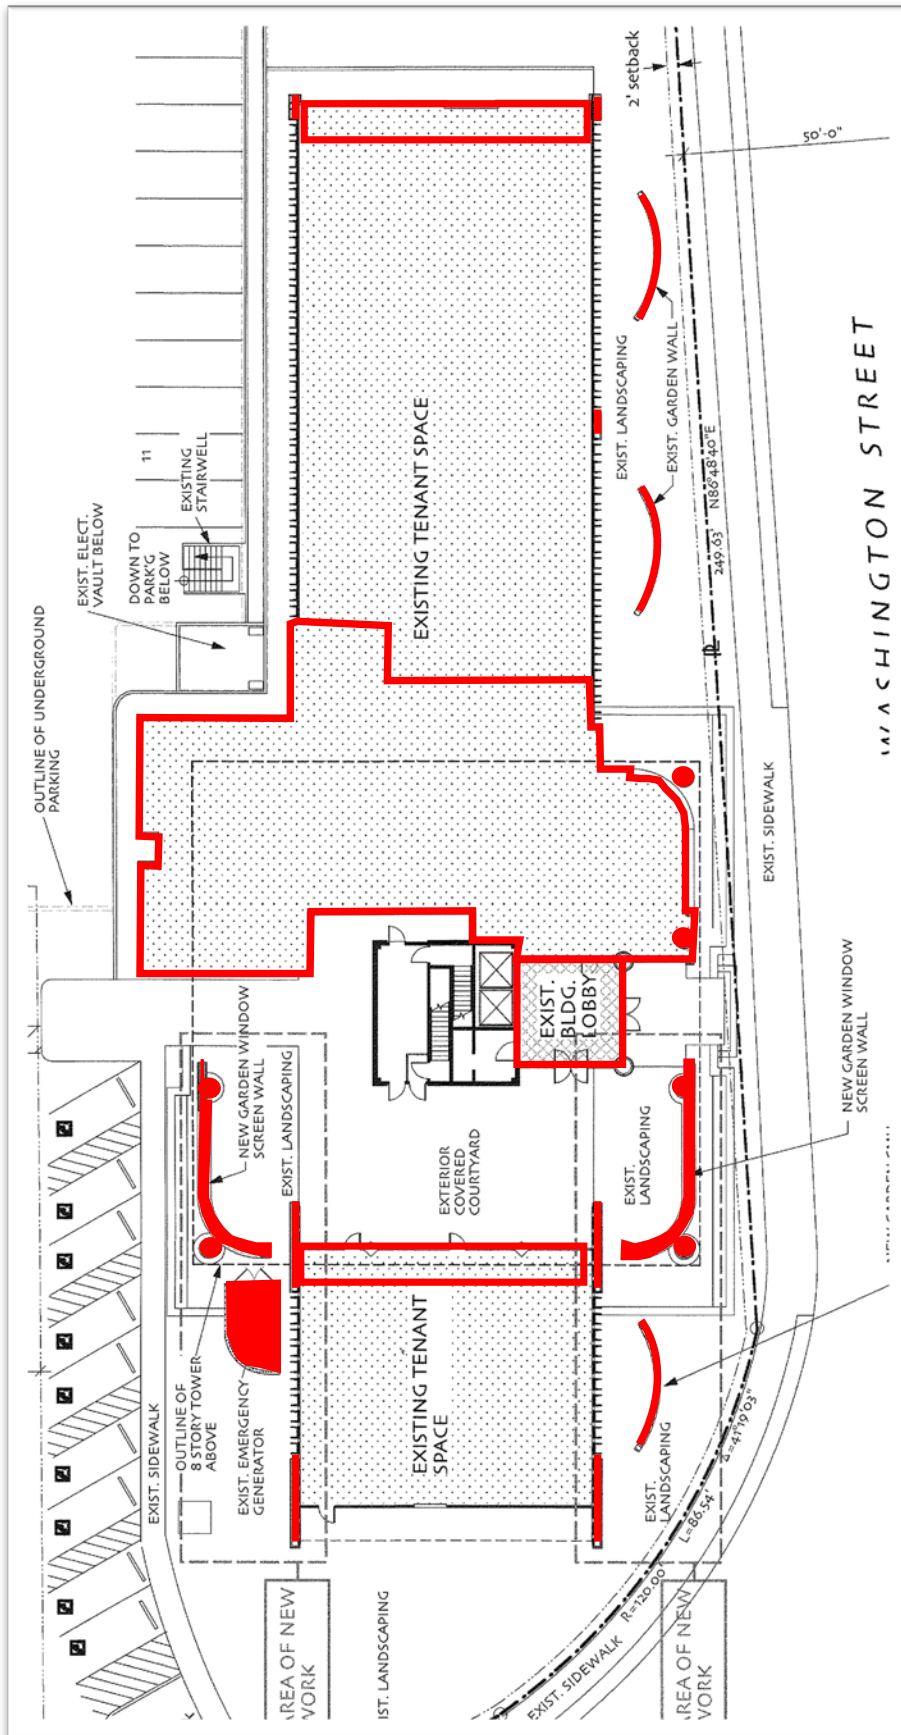 2' setback
50'-0"
WASHINGTON STREET
EXIST. LANDSCAPING
EXIST. GARDEN WALL
N86°48'40"E
249.63'
EXISTING TENANT SPACE
11
EXISTING
STAIRWELL
EXIST. ELECT.
VAULT BELOW
DOWN TO
PARK'G
BELOW
OUTLINE OF UNDERGROUND
PARKING
EXIST. SIDEWALK
EXIST.
BLDG.
LOBBY
NEW GARDEN WINDOW
SCREEN WALL
EXIST. LANDSCAPING
EXTERIOR
COVERED
COURTYARD
EXIST.
LANDSCAPING
NEW GARDEN WINDOW
SCREEN WALL
NEW GARDEN CMU
OUTLINE OF
8 STORY TOWER
ABOVE
EXIST. EMERGENCY
GENERATOR
EXISTING TENANT
SPACE
EXIST. SIDEWALK
EXIST.
LANDSCAPING
Δ=41°19'03"
L=86.54'
R=120.00'
EXIST. SIDEWALK
AREA OF NEW
WORK
IST. LANDSCAPING
AREA OF NEW
WORK